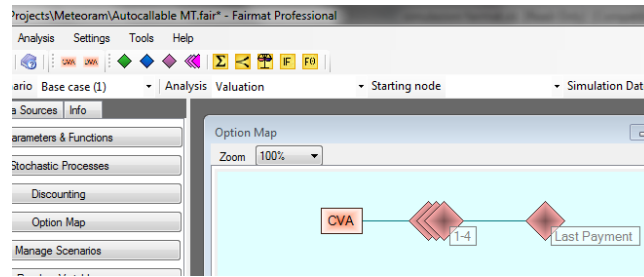 Projects\Meteoram\Autocallable MT.fair* - Fairmat Professional
Analysis Settings Tools Help
CVA DVA Σ IF F()
ario Base case (1) Analysis Valuation Starting node Simulation Dat
a Sources Info
arameters & Functions
Stochastic Processes
Discounting
Option Map
Manage Scenarios
Option Map
Zoom 100%
CVA
1-4
Last Payment